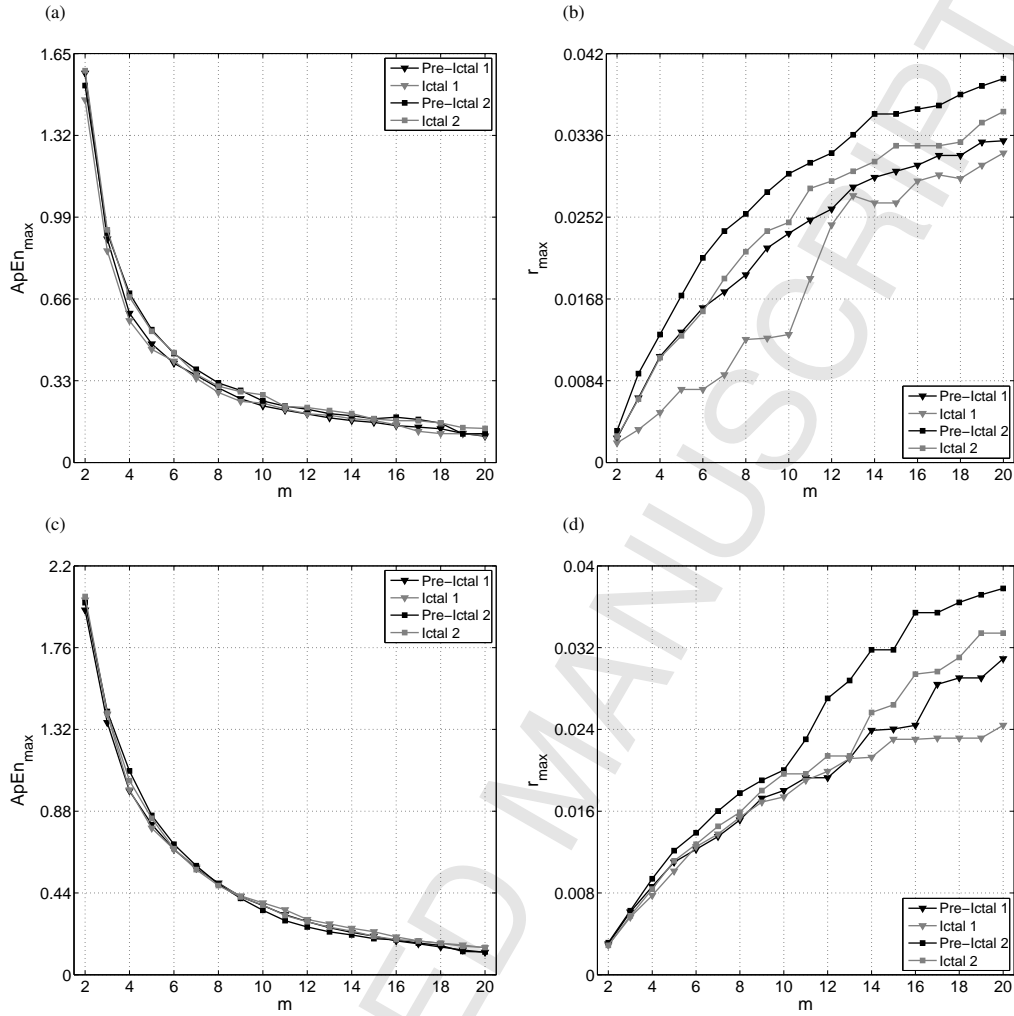 (a)
1.65
1.32
0.99
0.66
0.33
0
ApEn_max
2 4 6 8 10 12 14 16 18 20
m
Pre−Ictal 1
Ictal 1
Pre−Ictal 2
Ictal 2
(b)
0.042
0.0336
0.0252
0.0168
0.0084
0
r_max
2 4 6 8 10 12 14 16 18 20
m
Pre−Ictal 1
Ictal 1
Pre−Ictal 2
Ictal 2
(c)
2.2
1.76
1.32
0.88
0.44
0
ApEn_max
2 4 6 8 10 12 14 16 18 20
m
Pre−Ictal 1
Ictal 1
Pre−Ictal 2
Ictal 2
(d)
0.04
0.032
0.024
0.016
0.008
0
r_max
2 4 6 8 10 12 14 16 18 20
m
Pre−Ictal 1
Ictal 1
Pre−Ictal 2
Ictal 2
ED MANUSCRIPT